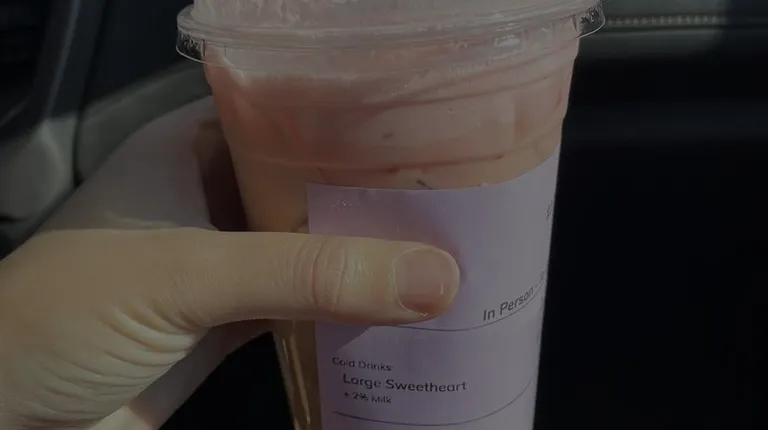 In Person
Cold Drinks
Large Sweetheart
+ 2% Milk